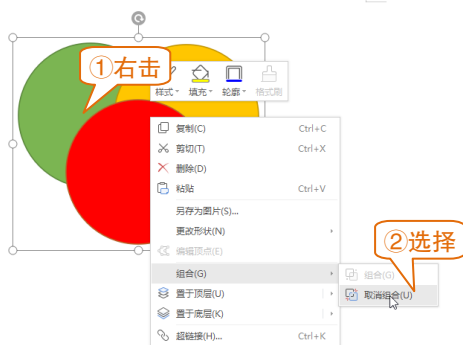 ①右击
样式 填充 轮廓 格式刷
复制(C) Ctrl+C
剪切(T) Ctrl+X
删除(D)
粘贴 Ctrl+V
另存为图片(S)...
更改形状(N)
编辑顶点(E)
②选择
组合(G) 组合(G)
置于顶层(U) 取消组合(U)
置于底层(K)
超链接(H)... Ctrl+K